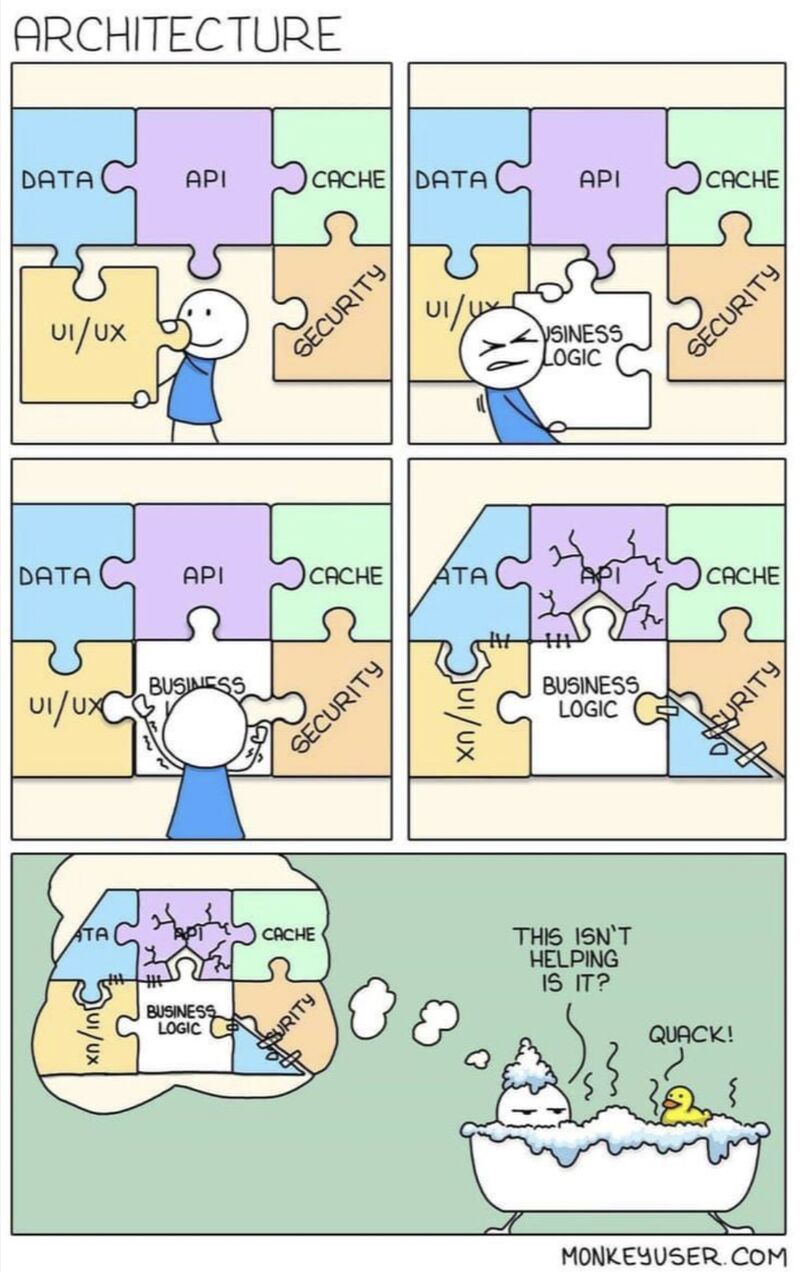 ARCHITECTURE
DATA
API
CACHE
UI/UX
SECURITY
DATA
API
CACHE
UI/UX
USINESS
LOGIC
SECURITY
DATA
API
CACHE
UI/UX
BUSINESS
L
SECURITY
ATA
API
CACHE
UI/UX
BUSINESS
LOGIC
D
URITY
ATA
API
CACHE
UI/UX
BUSINESS
LOGIC
D
URITY
THIS ISN'T
HELPING
IS IT?
QUACK!
MONKEYUSER.COM